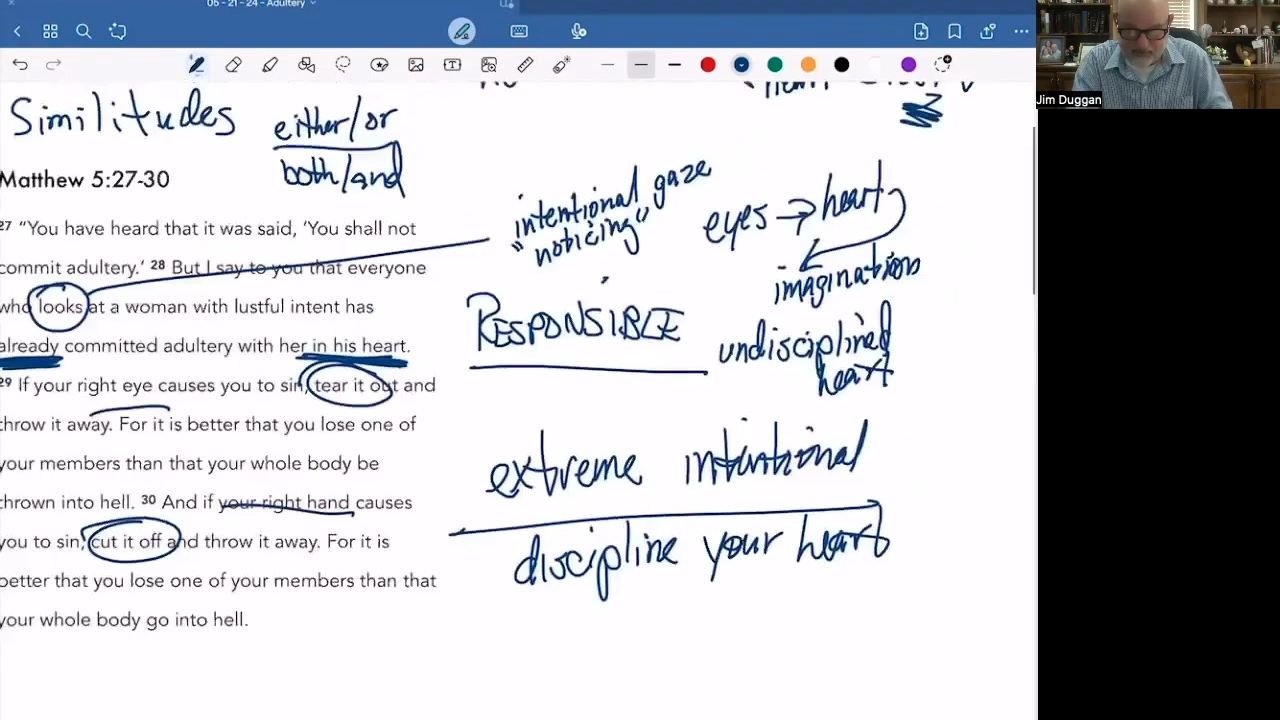 05 - 21 - 24 - Adultery
Jim Duggan
Similitudes
either/or
both/and
Matthew 5:27-30
27 “You have heard that it was said, ‘You shall not
commit adultery.’ 28 But I say to you that everyone
who looks at a woman with lustful intent has
already committed adultery with her in his heart.
29 If your right eye causes you to sin, tear it out and
throw it away. For it is better that you lose one of
your members than that your whole body be
thrown into hell. 30 And if your right hand causes
you to sin, cut it off and throw it away. For it is
better that you lose one of your members than that
your whole body go into hell.
intentional gaze
"noticing"
eyes → heart
imagination
RESPONSIBLE
undisciplined
heart
extreme intentional
discipline your heart